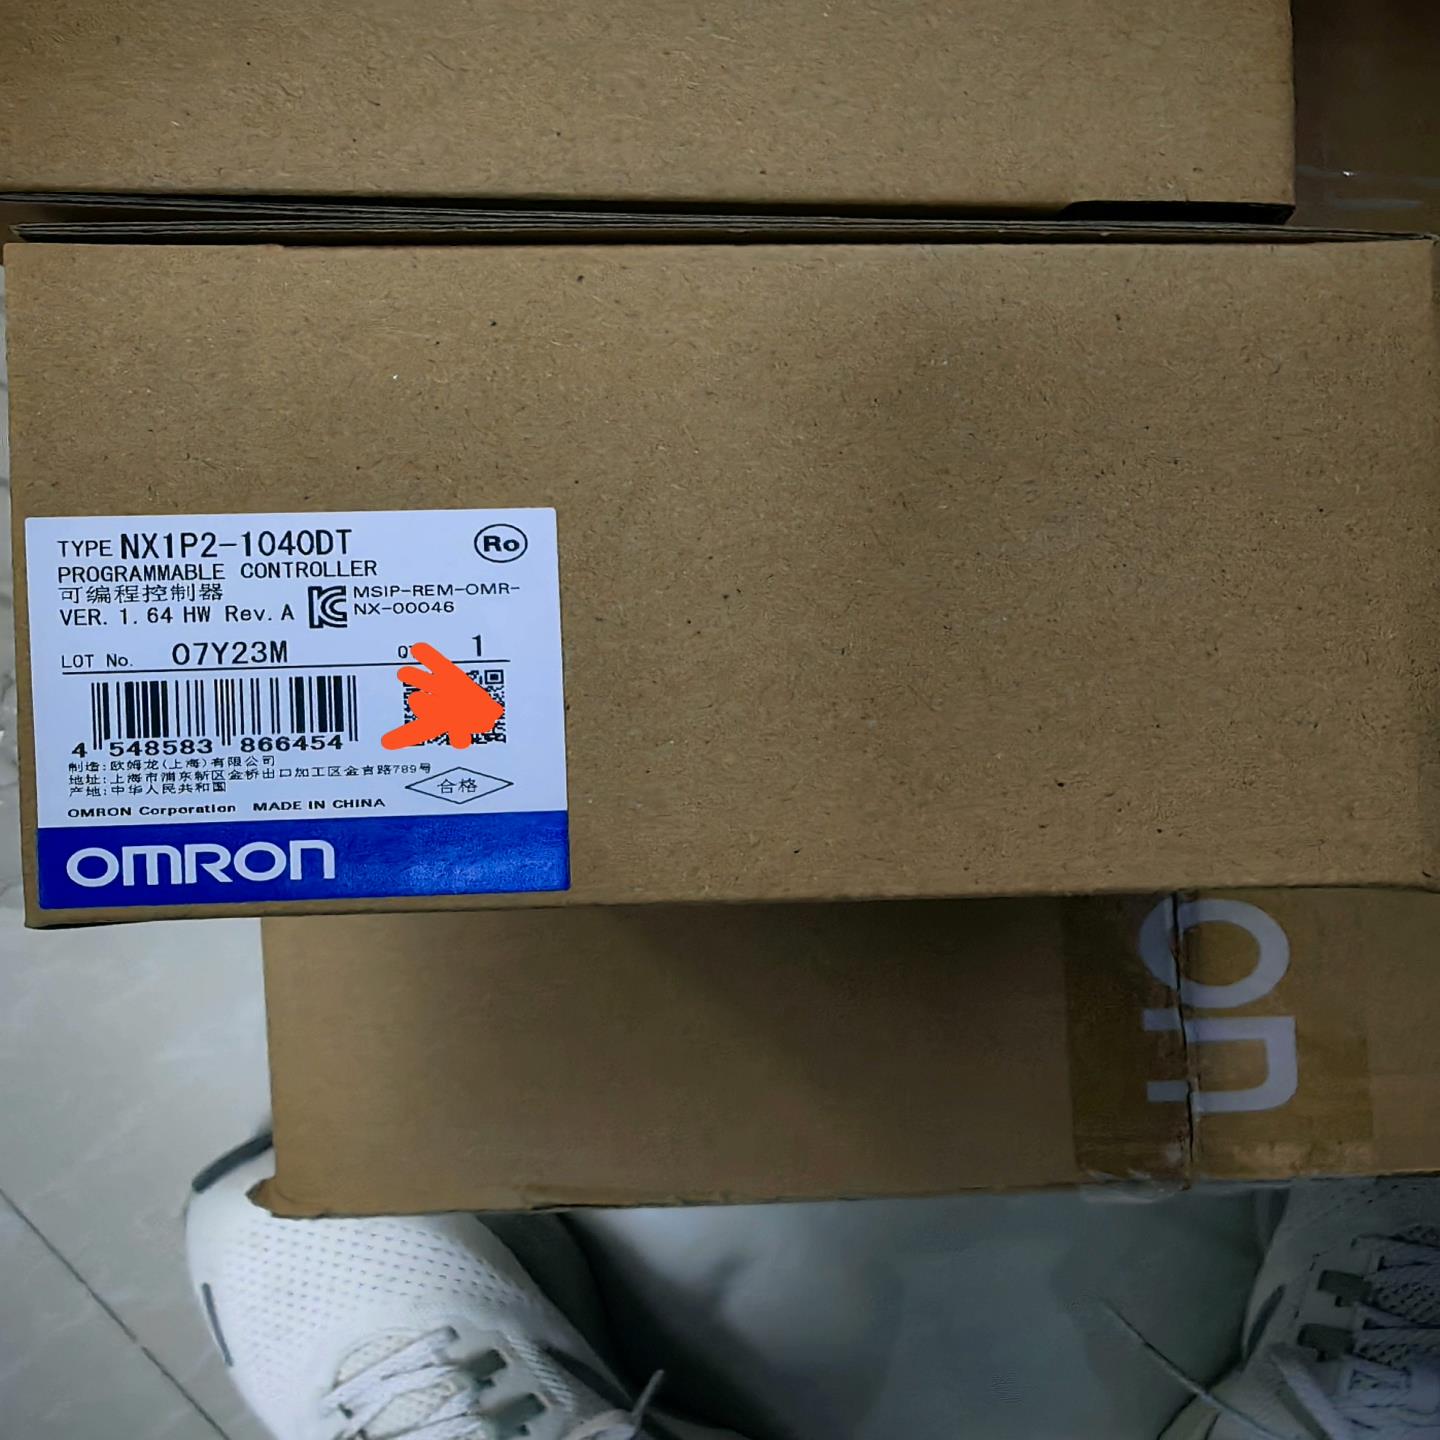 TYPE NX1P2-1040DT
Ro
PROGRAMMABLE CONTROLLER
可编程控制器
MSIP-REM-OMR-
NX-00046
VER. 1.64 HW Rev. A
LOT No. 07Y23M
1
4 548583 866454
制造:欧姆龙(上海)有限公司
地址:上海市浦东新区金桥出口加工区金吉路789号
产地:中华人民共和国
合格
OMRON Corporation MADE IN CHINA
OMRON
on